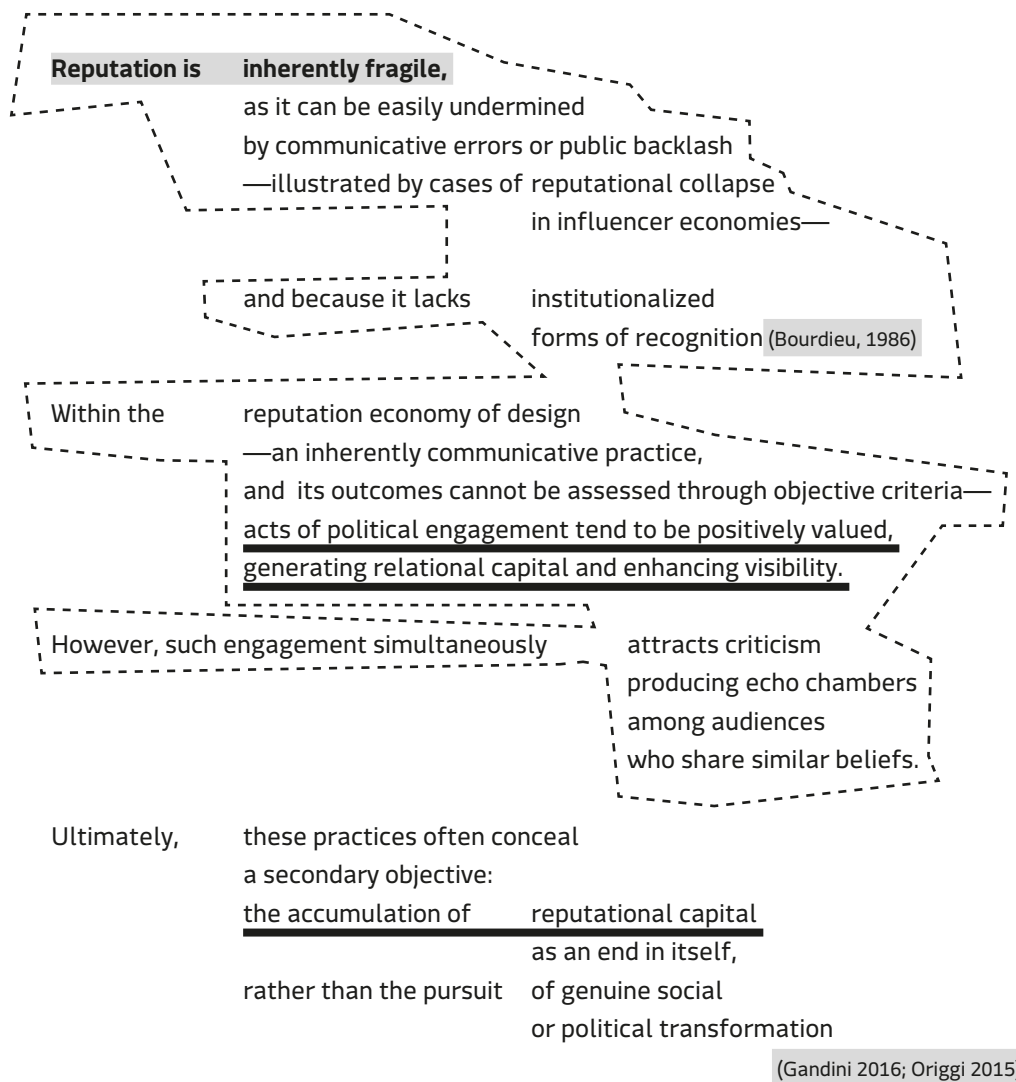 Reputation is inherently fragile,
as it can be easily undermined
by communicative errors or public backlash
—illustrated by cases of reputational collapse
in influencer economies—
and because it lacks institutionalized
forms of recognition (Bourdieu, 1986)
Within the reputation economy of design
—an inherently communicative practice,
and its outcomes cannot be assessed through objective criteria—
acts of political engagement tend to be positively valued,
generating relational capital and enhancing visibility.
However, such engagement simultaneously attracts criticism
producing echo chambers
among audiences
who share similar beliefs.
Ultimately, these practices often conceal
a secondary objective:
the accumulation of reputational capital
as an end in itself,
rather than the pursuit of genuine social
or political transformation
(Gandini 2016; Origgi 2015)